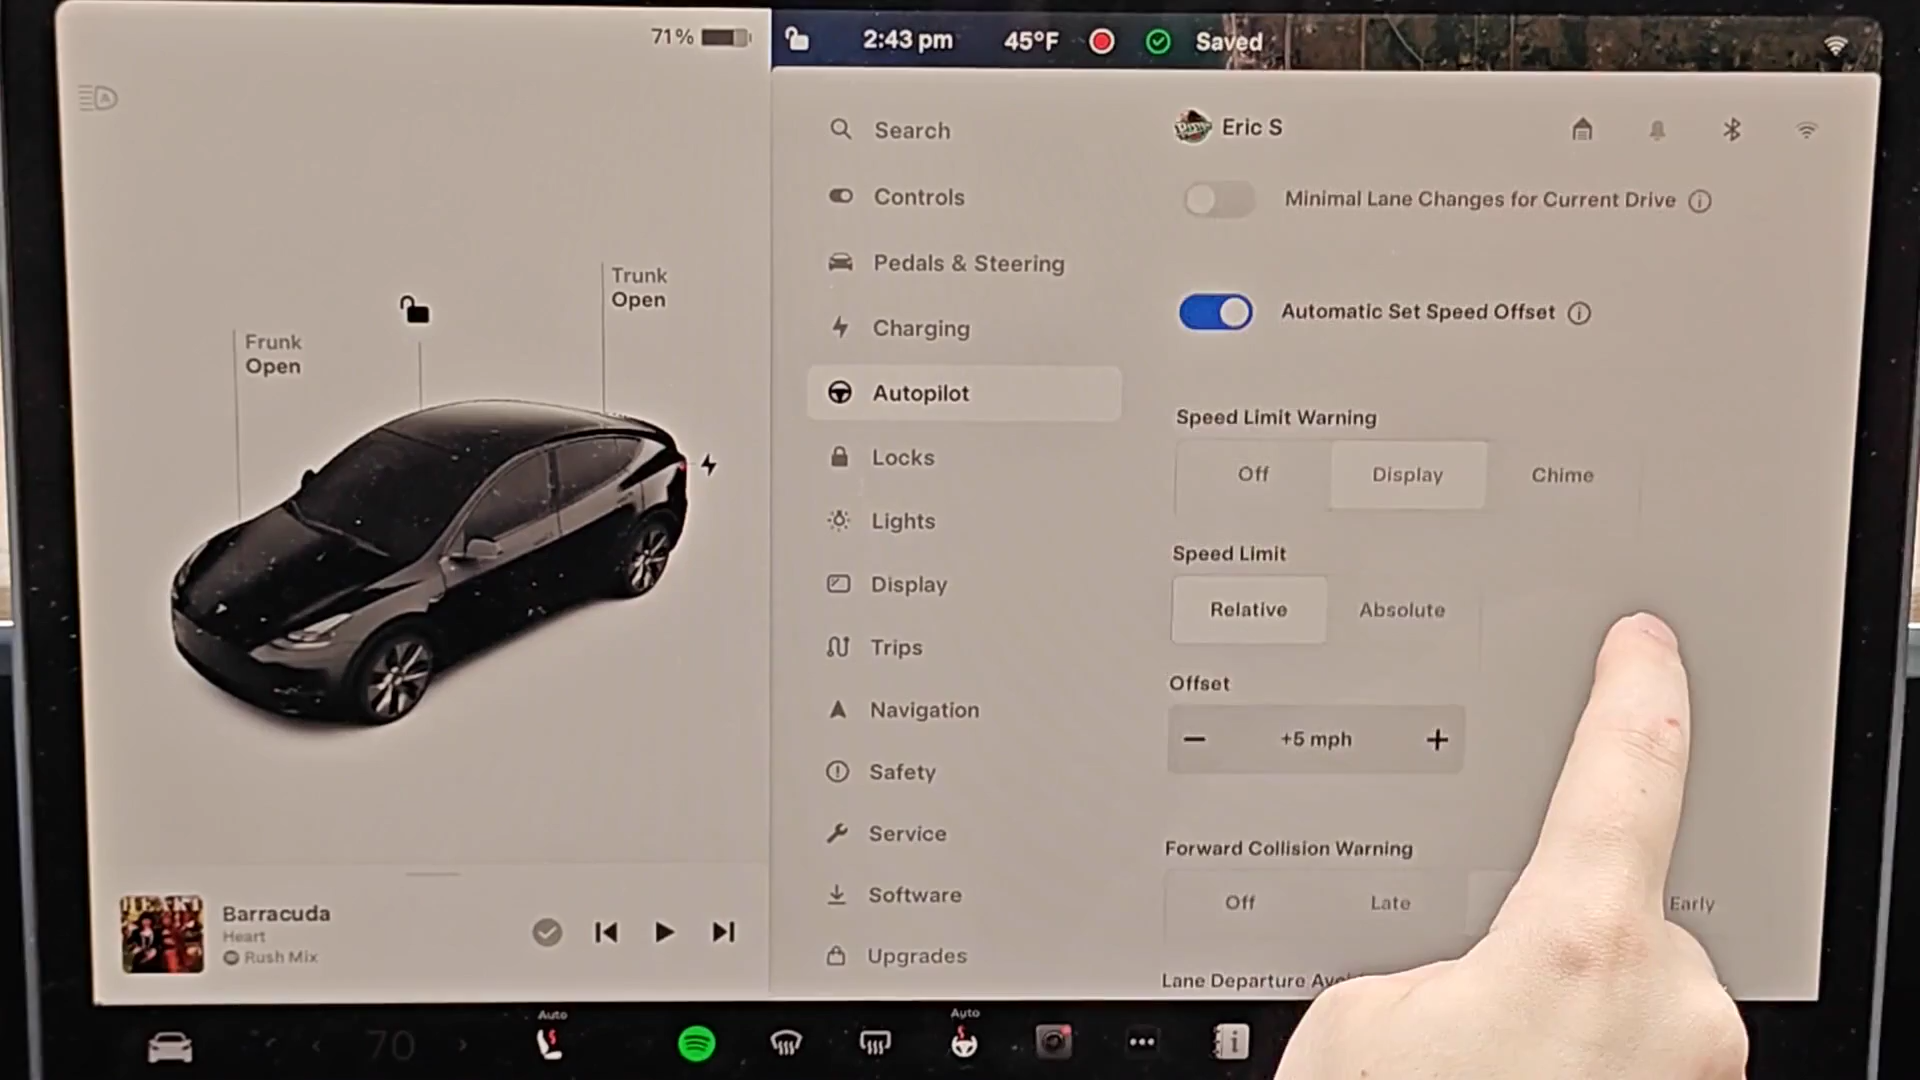 71%
2:43 pm
45°F
Saved
Trunk
Open
Frunk
Open
Barracuda
Heart
Rush Mix
Search
Controls
Pedals & Steering
Charging
Autopilot
Locks
Lights
Display
Trips
Navigation
Safety
Service
Software
Upgrades
Eric S
Minimal Lane Changes for Current Drive
Automatic Set Speed Offset
Speed Limit Warning
Off Display Chime
Speed Limit
Relative Absolute
Offset
− +5 mph +
Forward Collision Warning
Off Late Early
Lane Departure
70
Auto
Auto